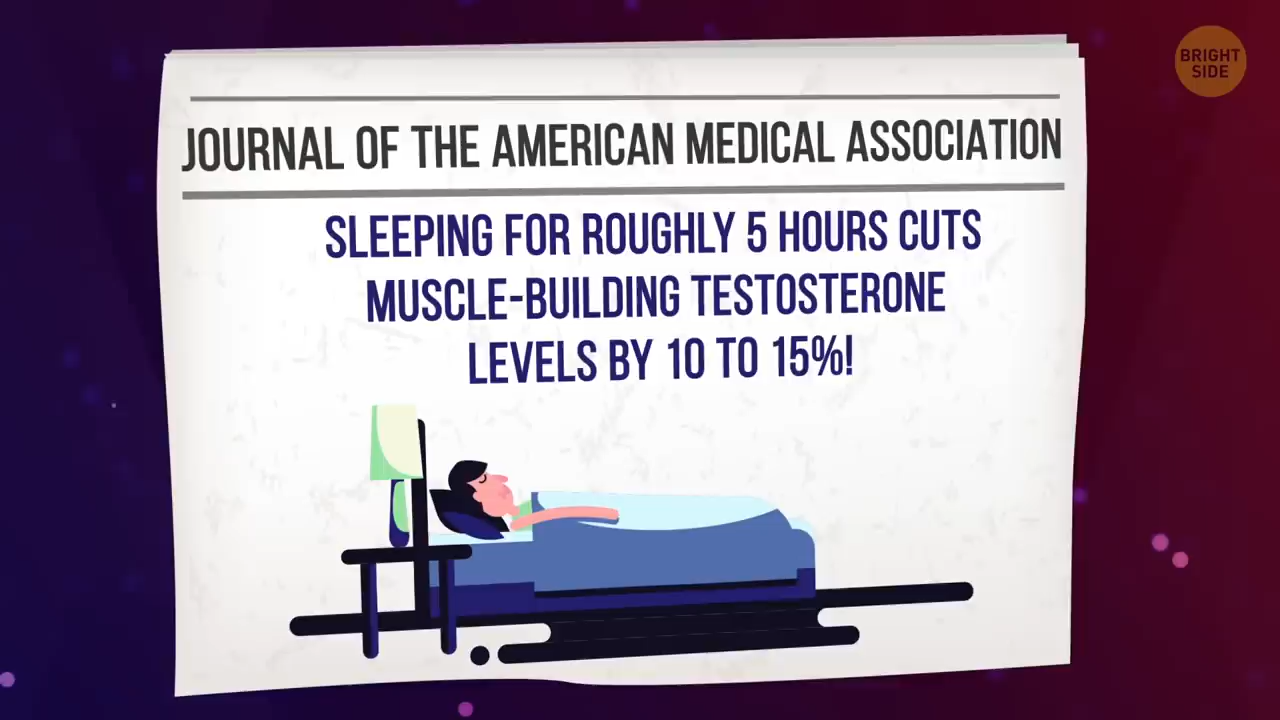 BRIGHT
SIDE
JOURNAL OF THE AMERICAN MEDICAL ASSOCIATION
SLEEPING FOR ROUGHLY 5 HOURS CUTS
MUSCLE-BUILDING TESTOSTERONE
LEVELS BY 10 TO 15%!